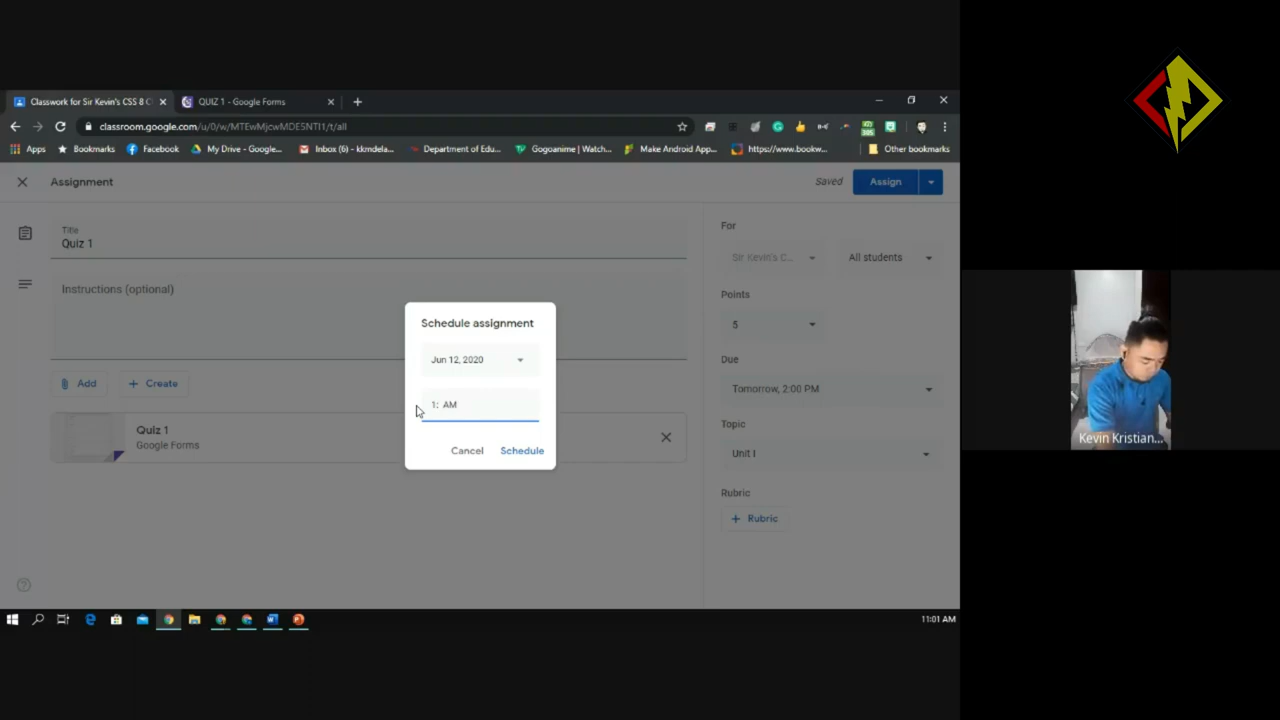 Classwork for Sir Kevin's CSS 8 C
QUIZ 1 - Google Forms
classroom.google.com/u/0/w/MTEwMjcwMDE5NTI1/t/all
Apps
Bookmarks
Facebook
My Drive - Google...
Inbox (6) - kkmdela...
Department of Edu...
Gogoanime | Watch...
Make Android App...
https://www.bookw...
Other bookmarks
Assignment
Saved
Assign
Title
Quiz 1
Instructions (optional)
Add
Create
Quiz 1
Google Forms
Schedule assignment
Jun 12, 2020
1: AM
Cancel
Schedule
For
Sir Kevin's C...
All students
Points
5
Due
Tomorrow, 2:00 PM
Topic
Unit I
Rubric
+ Rubric
Kevin Kristian...
11:01 AM